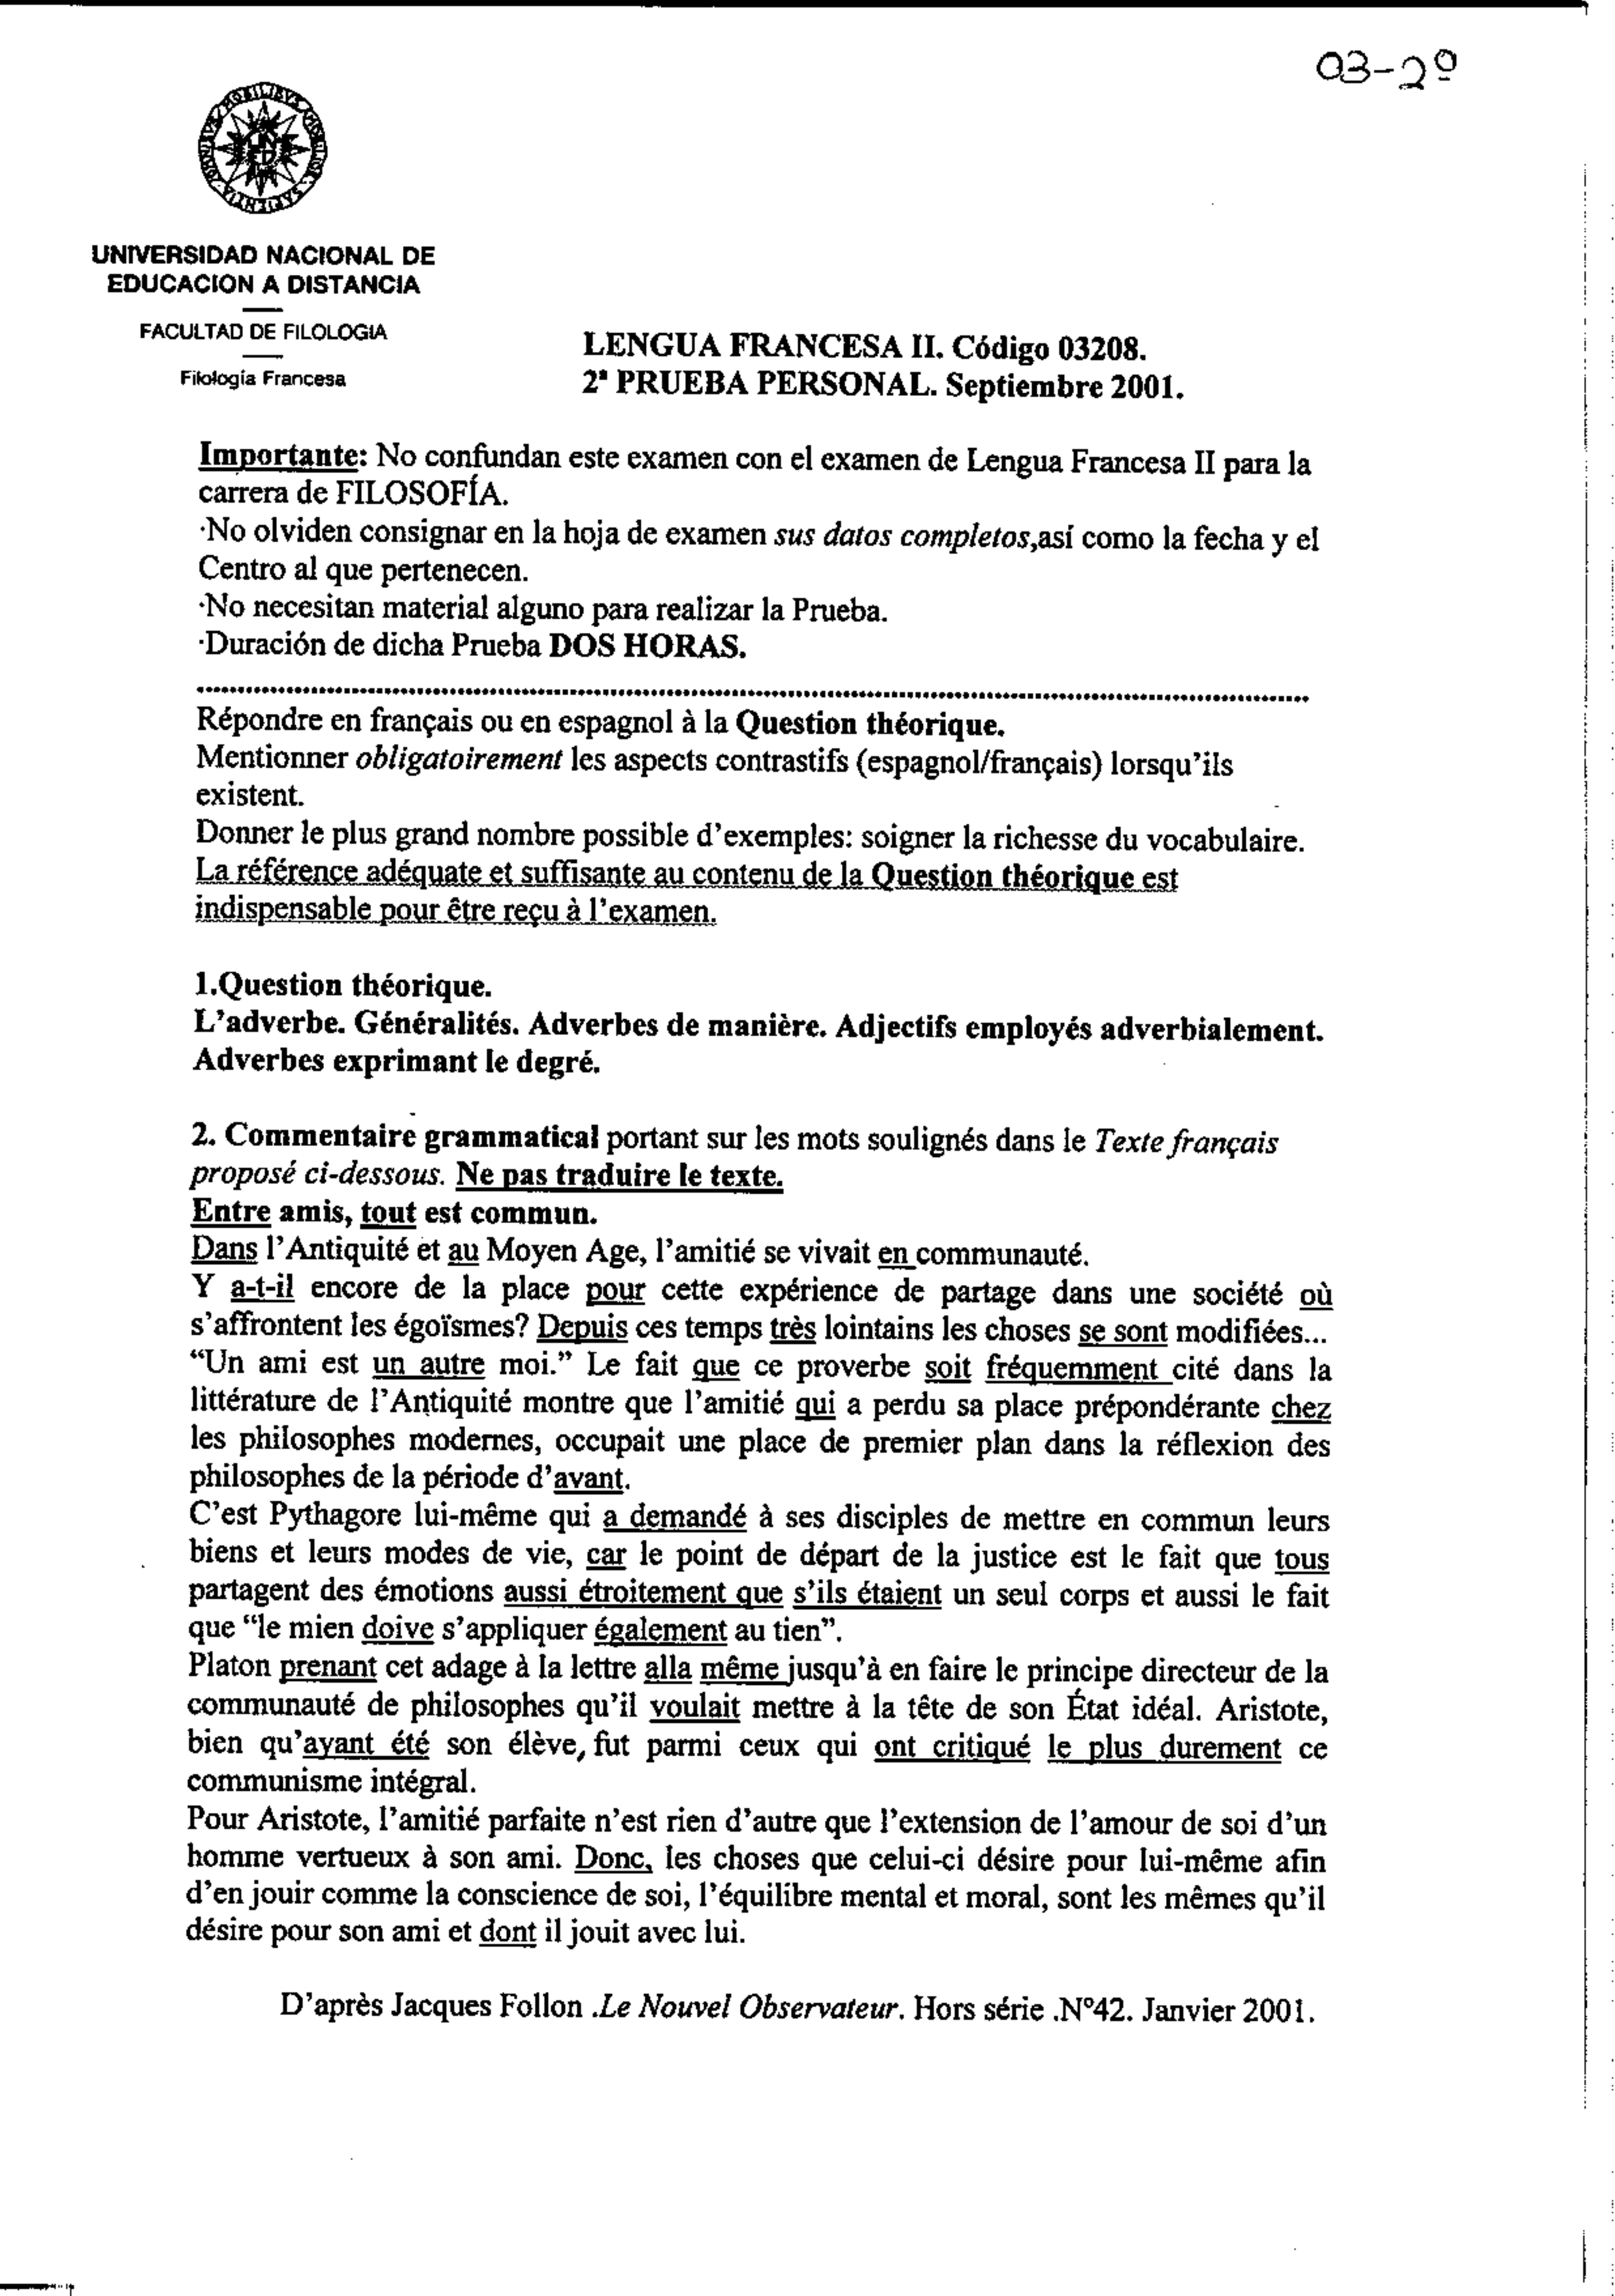 03-2º
UNIVERSIDAD NACIONAL DE
EDUCACION A DISTANCIA
FACULTAD DE FILOLOGIA
Filología Francesa
LENGUA FRANCESA II. Código 03208.
2ª PRUEBA PERSONAL. Septiembre 2001.
Importante: No confundan este examen con el examen de Lengua Francesa II para la
carrera de FILOSOFÍA.
·No olviden consignar en la hoja de examen sus datos completos,así como la fecha y el
Centro al que pertenecen.
·No necesitan material alguno para realizar la Prueba.
·Duración de dicha Prueba DOS HORAS.
Répondre en français ou en espagnol à la Question théorique.
Mentionner obligatoirement les aspects contrastifs (espagnol/français) lorsqu'ils
existent.
Donner le plus grand nombre possible d'exemples: soigner la richesse du vocabulaire.
La référence adéquate et suffisante au contenu de la Question théorique est
indispensable pour être reçu à l'examen.
1.Question théorique.
L'adverbe. Généralités. Adverbes de manière. Adjectifs employés adverbialement.
Adverbes exprimant le degré.
2. Commentaire grammatical portant sur les mots soulignés dans le Texte français
proposé ci-dessous. Ne pas traduire le texte.
Entre amis, tout est commun.
Dans l'Antiquité et au Moyen Age, l'amitié se vivait en communauté.
Y a-t-il encore de la place pour cette expérience de partage dans une société où
s'affrontent les égoïsmes? Depuis ces temps très lointains les choses se sont modifiées...
“Un ami est un autre moi.” Le fait que ce proverbe soit fréquemment cité dans la
littérature de l'Antiquité montre que l'amitié qui a perdu sa place prépondérante chez
les philosophes modernes, occupait une place de premier plan dans la réflexion des
philosophes de la période d'avant.
C'est Pythagore lui-même qui a demandé à ses disciples de mettre en commun leurs
biens et leurs modes de vie, car le point de départ de la justice est le fait que tous
partagent des émotions aussi étroitement que s'ils étaient un seul corps et aussi le fait
que “le mien doive s'appliquer également au tien”.
Platon prenant cet adage à la lettre alla même jusqu'à en faire le principe directeur de la
communauté de philosophes qu'il voulait mettre à la tête de son État idéal. Aristote,
bien qu'ayant été son élève, fut parmi ceux qui ont critiqué le plus durement ce
communisme intégral.
Pour Aristote, l'amitié parfaite n'est rien d'autre que l'extension de l'amour de soi d'un
homme vertueux à son ami. Donc, les choses que celui-ci désire pour lui-même afin
d'en jouir comme la conscience de soi, l'équilibre mental et moral, sont les mêmes qu'il
désire pour son ami et dont il jouit avec lui.
D'après Jacques Follon .Le Nouvel Observateur. Hors série .Nº42. Janvier 2001.